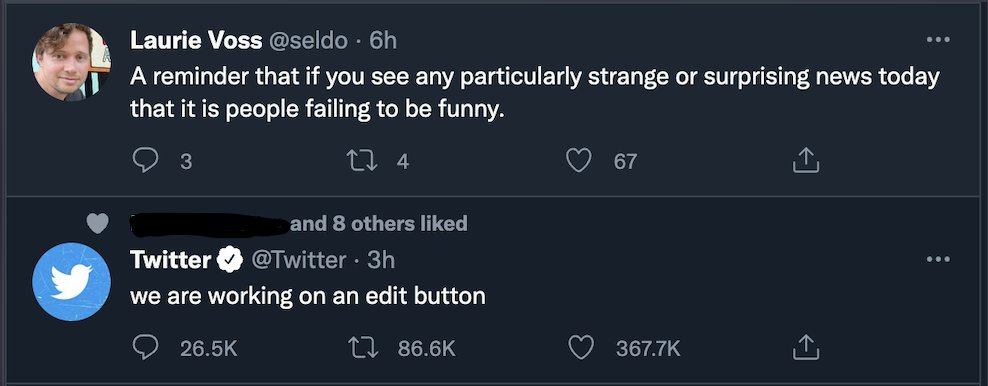 Laurie Voss @seldo · 6h
A reminder that if you see any particularly strange or surprising news today
that it is people failing to be funny.
3 4 67
and 8 others liked
Twitter @Twitter · 3h
we are working on an edit button
26.5K 86.6K 367.7K